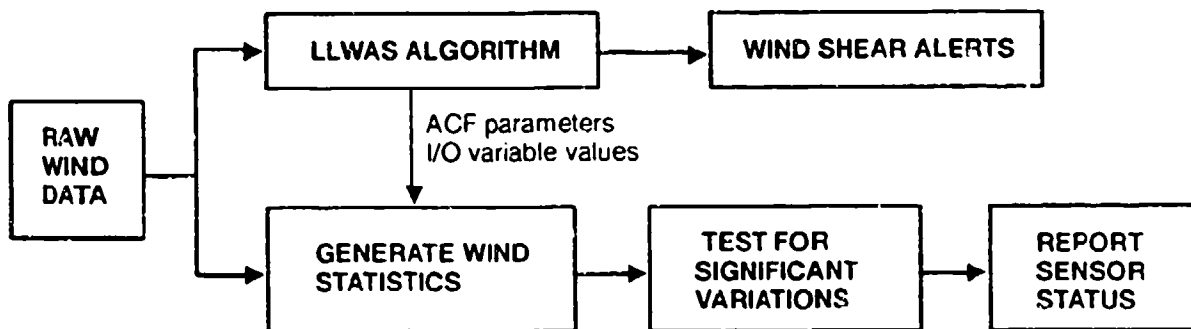 LLWAS ALGORITHM
WIND SHEAR ALERTS
RAW
WIND
DATA
ACF parameters
I/O variable values
GENERATE WIND
STATISTICS
TEST FOR
SIGNIFICANT
VARIATIONS
REPORT
SENSOR
STATUS